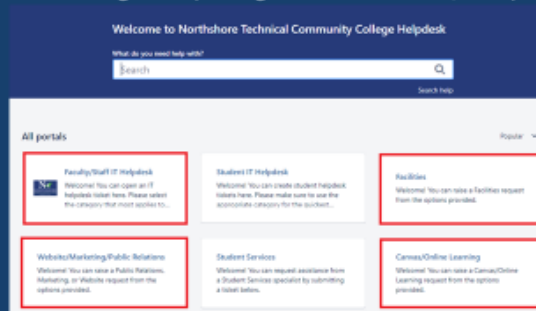 Welcome to Northshore Technical Community College Helpdesk
What do you need help with?
Search
Search help
All portals
Popular
Faculty/Staff IT Helpdesk
Welcome! You can open an IT
helpdesk ticket here. Please select
the category that most applies to...
Student IT Helpdesk
Welcome! You can create student helpdesk
tickets here. Please make sure to use the
appropriate category for the quickest...
Facilities
Welcome! You can raise a Facilities request
from the options provided.
Website/Marketing/Public Relations
Welcome! You can raise a Public Relations,
Marketing, or Website request from the
options provided.
Student Services
Welcome! You can request assistance from
a Student Services specialist by submitting
a ticket below.
Canvas/Online Learning
Welcome! You can raise a Canvas/Online
Learning request from the options
provided.